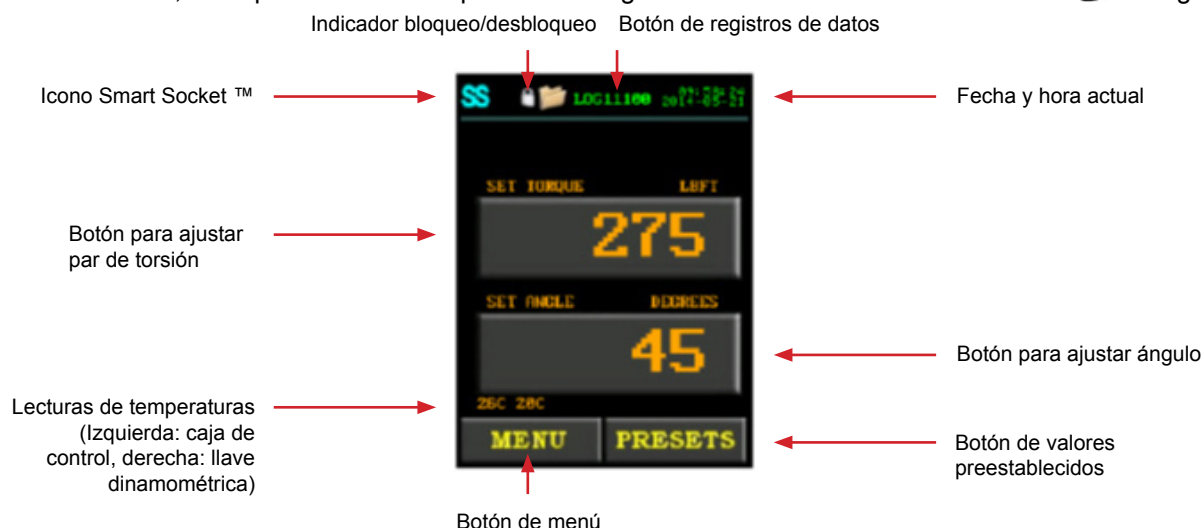 Indicador bloqueo/desbloqueo
Botón de registros de datos
Icono Smart Socket ™
SS
LOG11100
Fecha y hora actual
SET TORQUE LBFT
275
Botón para ajustar
par de torsión
SET ANGLE DEGREES
45
Botón para ajustar ángulo
Lecturas de temperaturas
(Izquierda: caja de
control, derecha: llave
dinamométrica)
26C 20C
MENU
PRESETS
Botón de valores
preestablecidos
Botón de menú